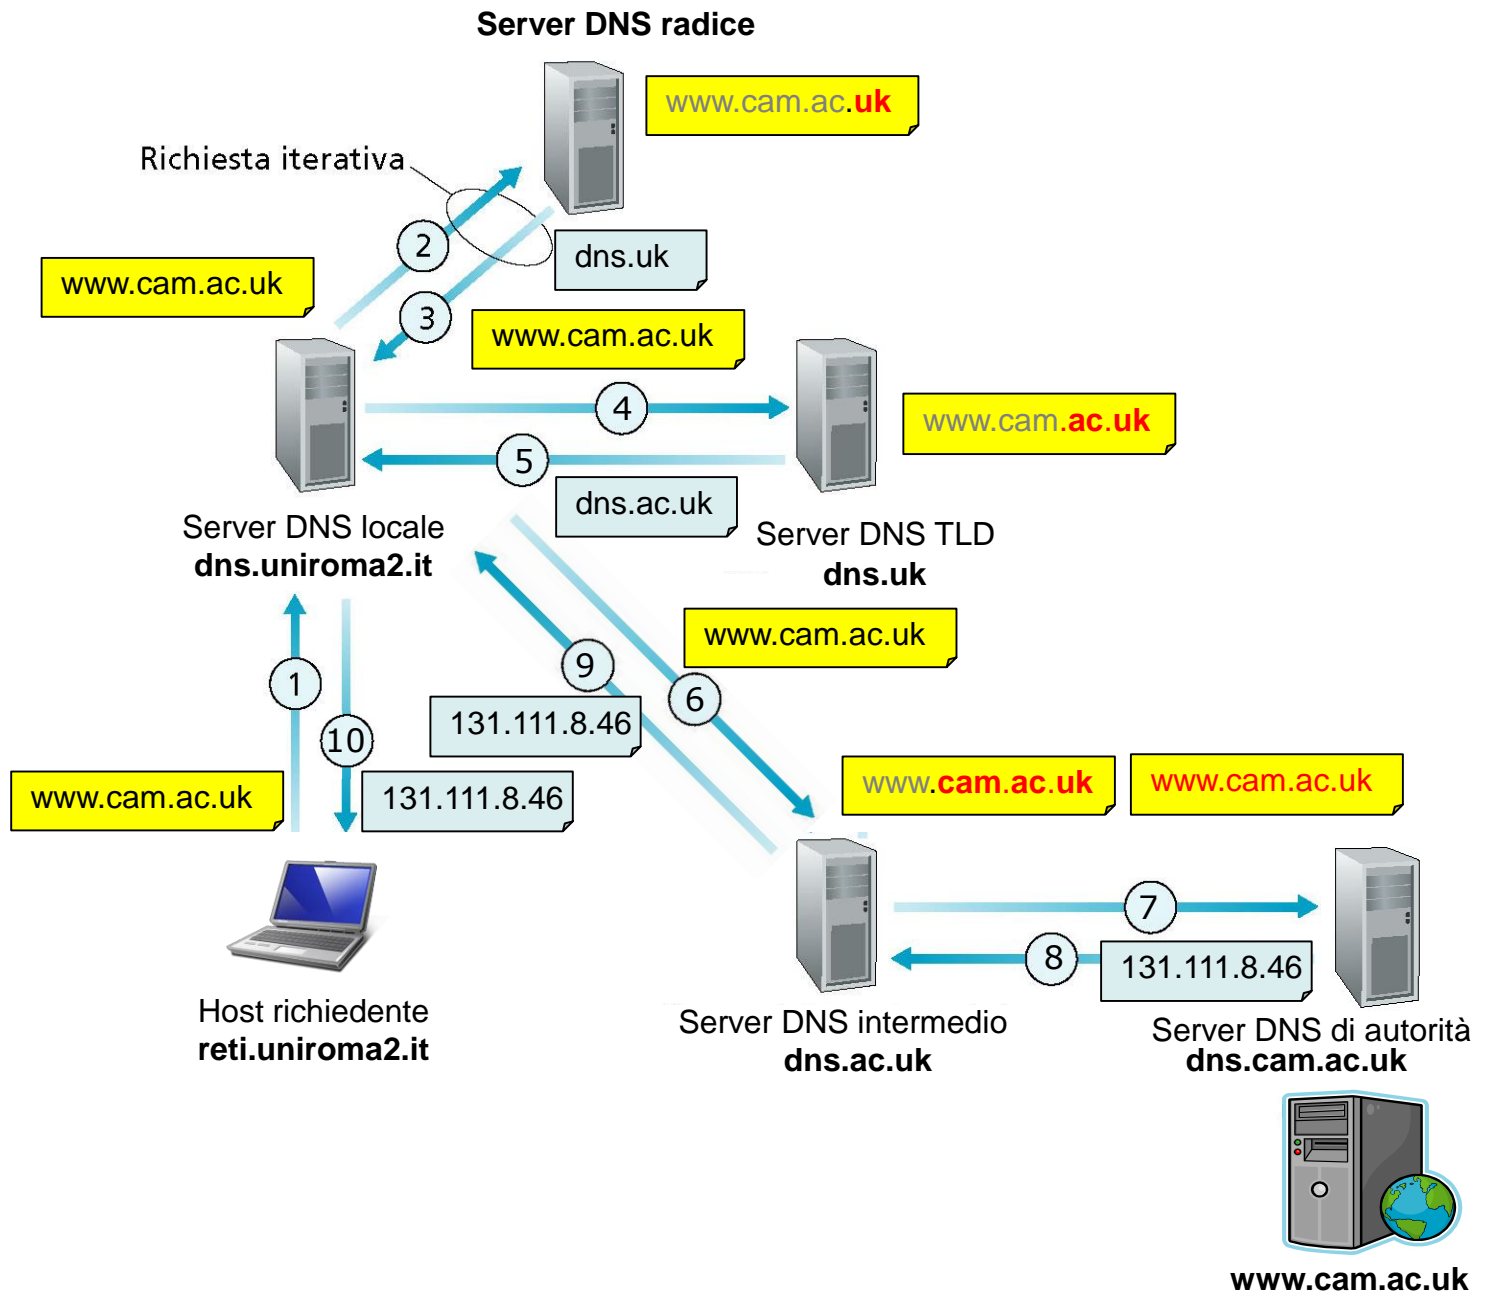 Server DNS radice
www.cam.ac.uk
Richiesta iterativa
2
dns.uk
www.cam.ac.uk
3
www.cam.ac.uk
4
www.cam.ac.uk
5
dns.ac.uk
Server DNS locale
dns.uniroma2.it
Server DNS TLD
dns.uk
www.cam.ac.uk
9
6
1
131.111.8.46
10
www.cam.ac.uk
131.111.8.46
www.cam.ac.uk
www.cam.ac.uk
7
8
131.111.8.46
Host richiedente
reti.uniroma2.it
Server DNS intermedio
dns.ac.uk
Server DNS di autorità
dns.cam.ac.uk
www.cam.ac.uk